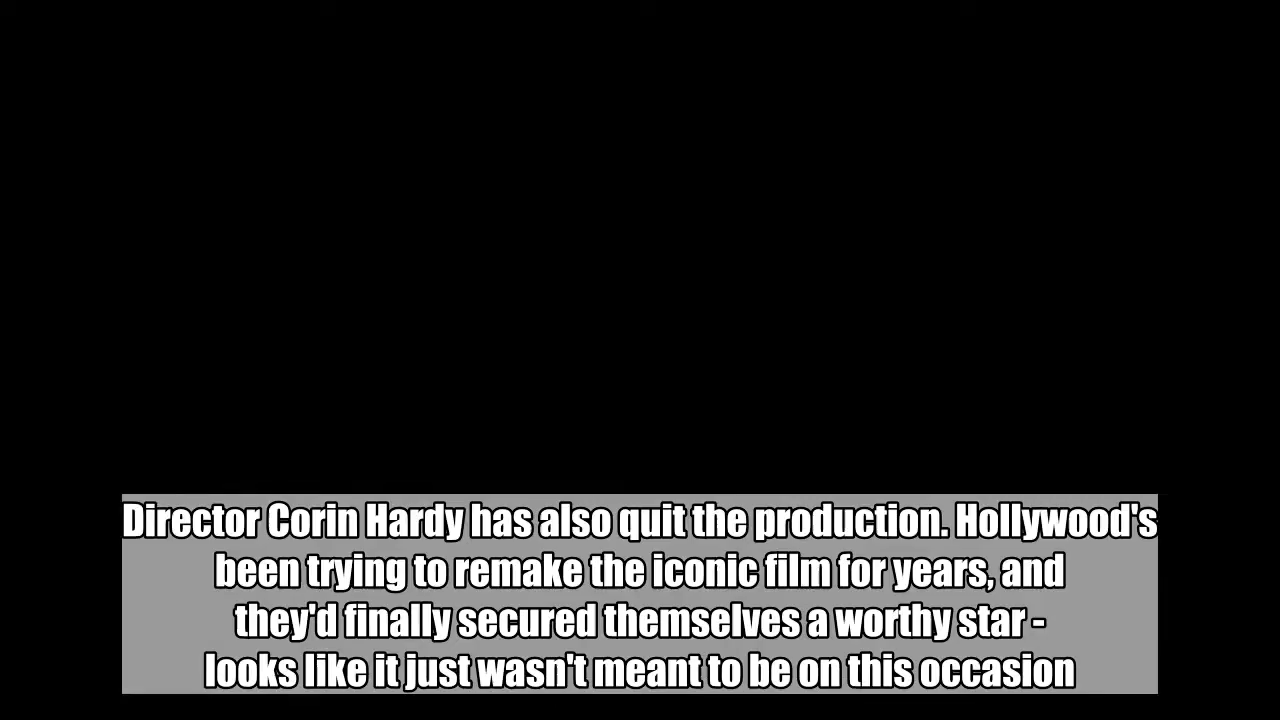 Director Corin Hardy has also quit the production. Hollywood's
been trying to remake the iconic film for years, and
they'd finally secured themselves a worthy star -
looks like it just wasn't meant to be on this occasion